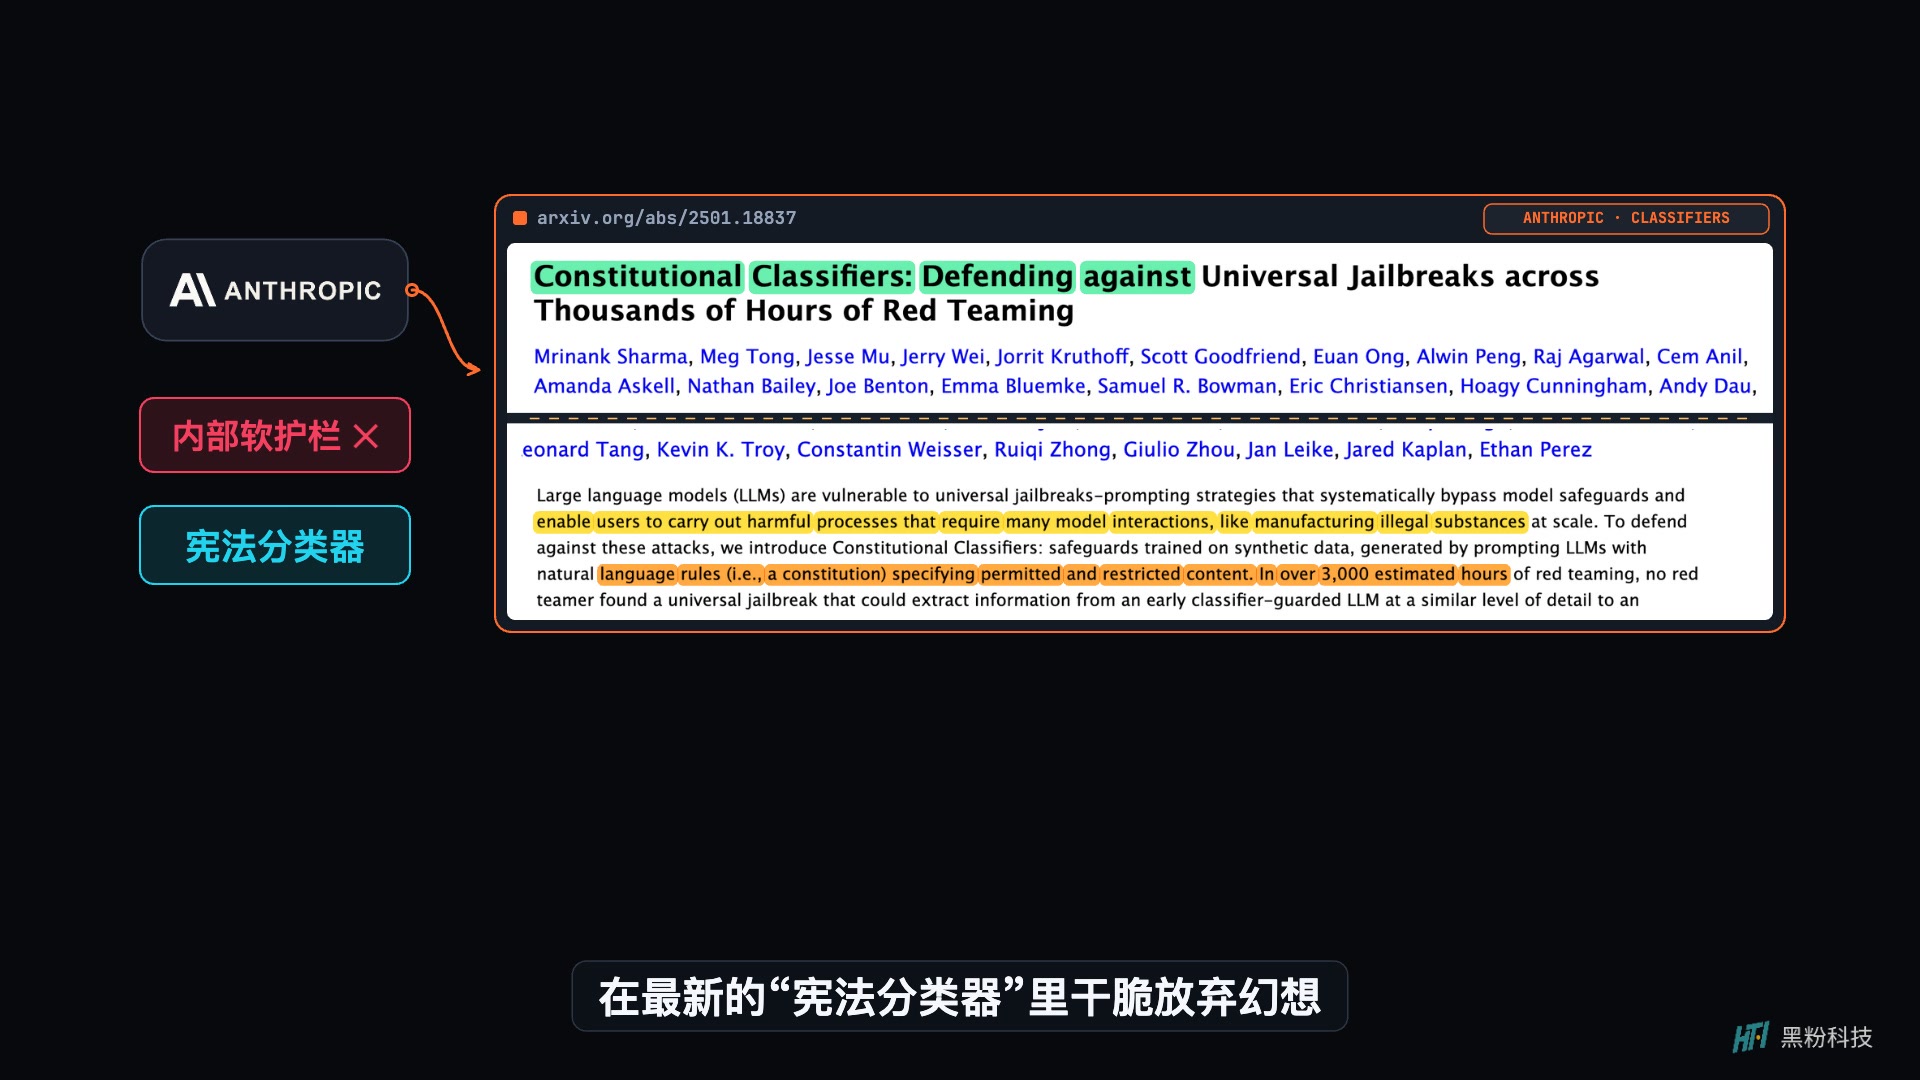 ANTHROPIC
内部软护栏 ×
宪法分类器
arxiv.org/abs/2501.18837
ANTHROPIC · CLASSIFIERS
Constitutional Classifiers: Defending against Universal Jailbreaks across
Thousands of Hours of Red Teaming
Mrinank Sharma, Meg Tong, Jesse Mu, Jerry Wei, Jorrit Kruthoff, Scott Goodfriend, Euan Ong, Alwin Peng, Raj Agarwal, Cem Anil,
Amanda Askell, Nathan Bailey, Joe Benton, Emma Bluemke, Samuel R. Bowman, Eric Christiansen, Hoagy Cunningham, Andy Dau,
eonard Tang, Kevin K. Troy, Constantin Weisser, Ruiqi Zhong, Giulio Zhou, Jan Leike, Jared Kaplan, Ethan Perez
Large language models (LLMs) are vulnerable to universal jailbreaks-prompting strategies that systematically bypass model safeguards and
enable users to carry out harmful processes that require many model interactions, like manufacturing illegal substances at scale. To defend
against these attacks, we introduce Constitutional Classifiers: safeguards trained on synthetic data, generated by prompting LLMs with
natural language rules (i.e., a constitution) specifying permitted and restricted content. In over 3,000 estimated hours of red teaming, no red
teamer found a universal jailbreak that could extract information from an early classifier-guarded LLM at a similar level of detail to an
在最新的“宪法分类器”里干脆放弃幻想
HTI 黑粉科技